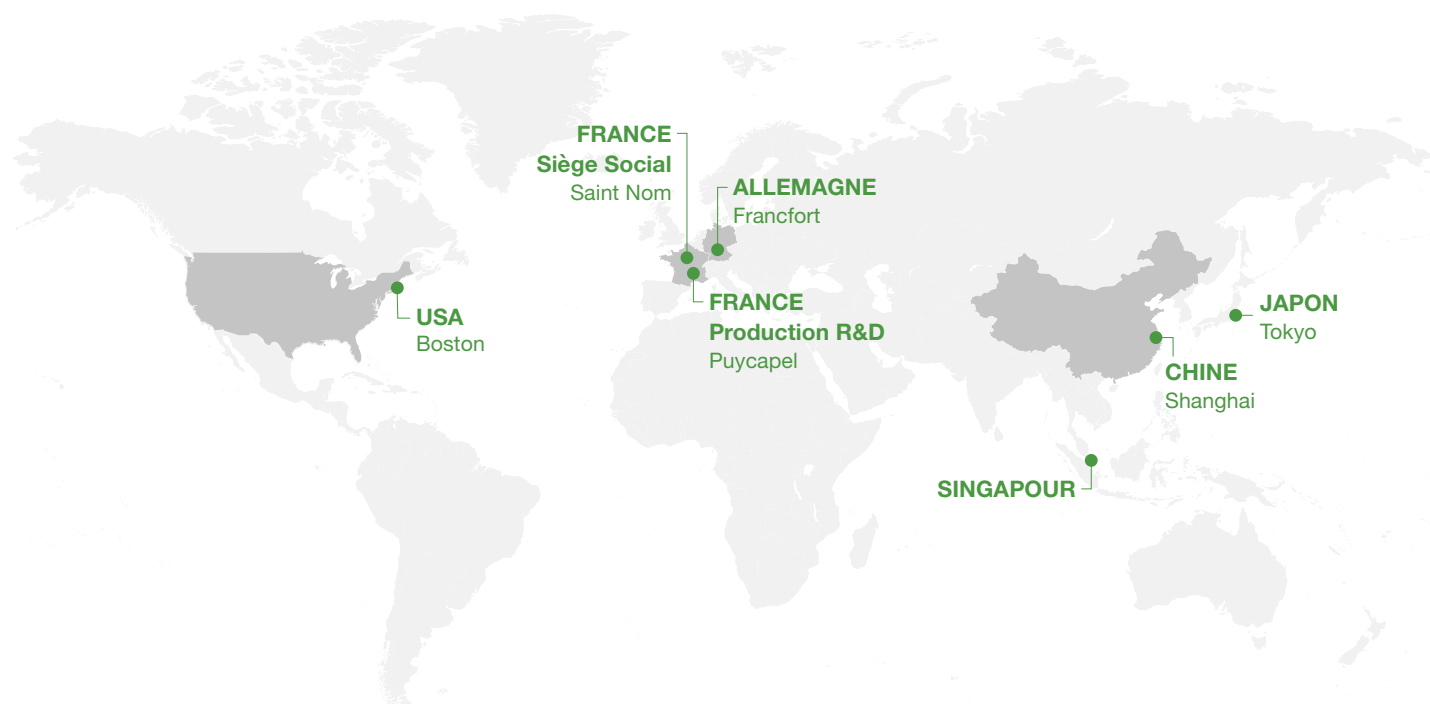 FRANCE
Siège Social
Saint Nom
ALLEMAGNE
Francfort
FRANCE
Production R&D
Puycapel
USA
Boston
JAPON
Tokyo
CHINE
Shanghai
SINGAPOUR